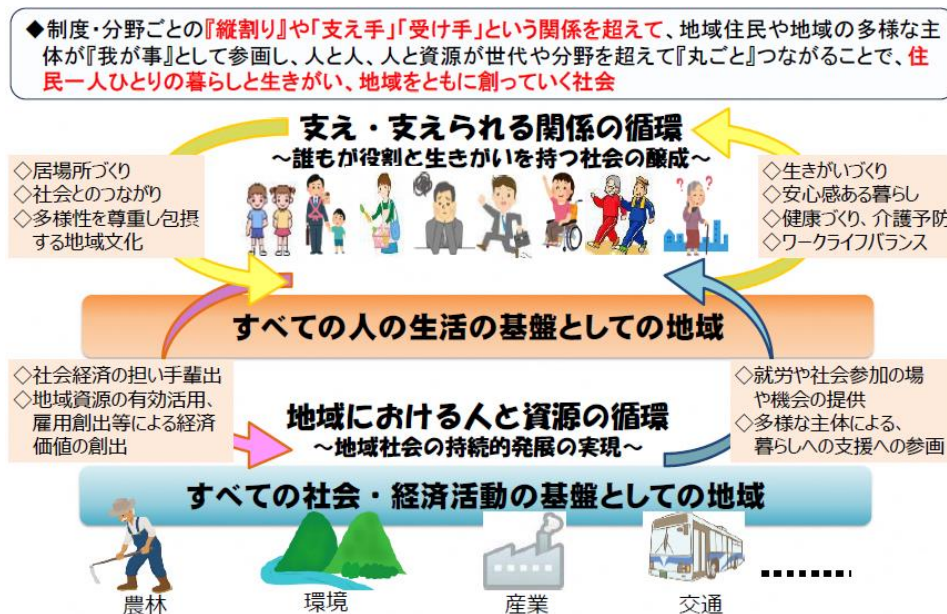 ◆制度・分野ごとの『縦割り』や「支え手」「受け手」という関係を超えて、地域住民や地域の多様な主
体が『我が事』として参画し、人と人、人と資源が世代や分野を超えて『丸ごと』つながることで、住
民一人ひとりの暮らしと生きがい、地域をともに創っていく社会
支え・支えられる関係の循環
～誰もが役割と生きがいを持つ社会の醸成～
◇居場所づくり
◇社会とのつながり
◇多様性を尊重し包摂
する地域文化
◇生きがいづくり
◇安心感ある暮らし
◇健康づくり、介護予防
◇ワークライフバランス
すべての人の生活の基盤としての地域
◇社会経済の担い手輩出
◇地域資源の有効活用、
雇用創出等による経済
価値の創出
地域における人と資源の循環
～地域社会の持続的発展の実現～
◇就労や社会参加の場
や機会の提供
◇多様な主体による、
暮らしへの支援への参画
すべての社会・経済活動の基盤としての地域
農林
環境
産業
交通